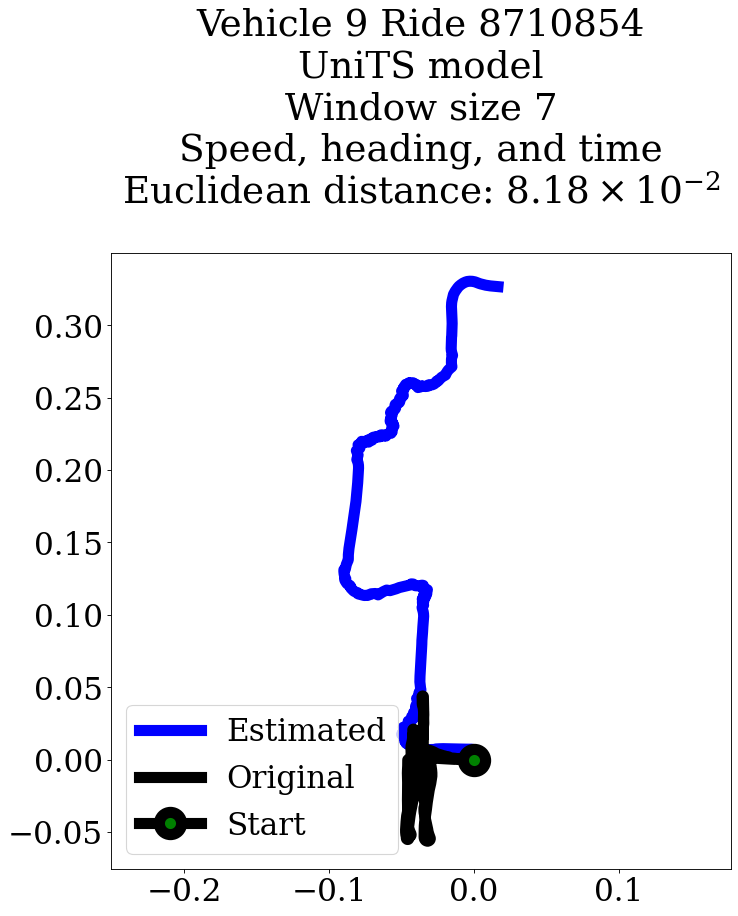 Vehicle 9 Ride 8710854
UniTS model
Window size 7
Speed, heading, and time
Euclidean distance: 8.18 × 10⁻²
0.30
0.25
0.20
0.15
0.10
0.05
0.00
−0.05
Estimated
Original
Start
−0.2
−0.1
0.0
0.1